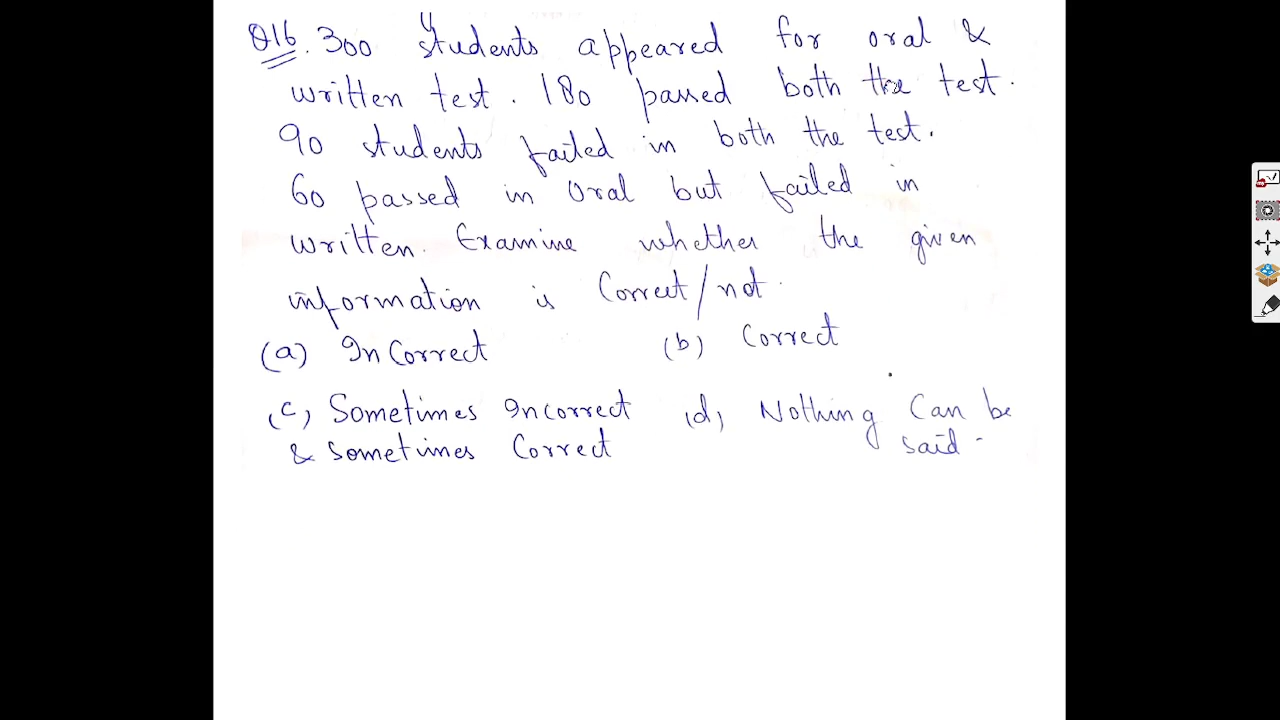 Q16. 300 students appeared for oral &
written test. 180 passed both the test.
90 students failed in both the test.
60 passed in oral but failed in
written. Examine whether the given
information is Correct/not.
(a) InCorrect (b) Correct
(c) Sometimes Incorrect (d) Nothing Can be
& sometimes Correct said.